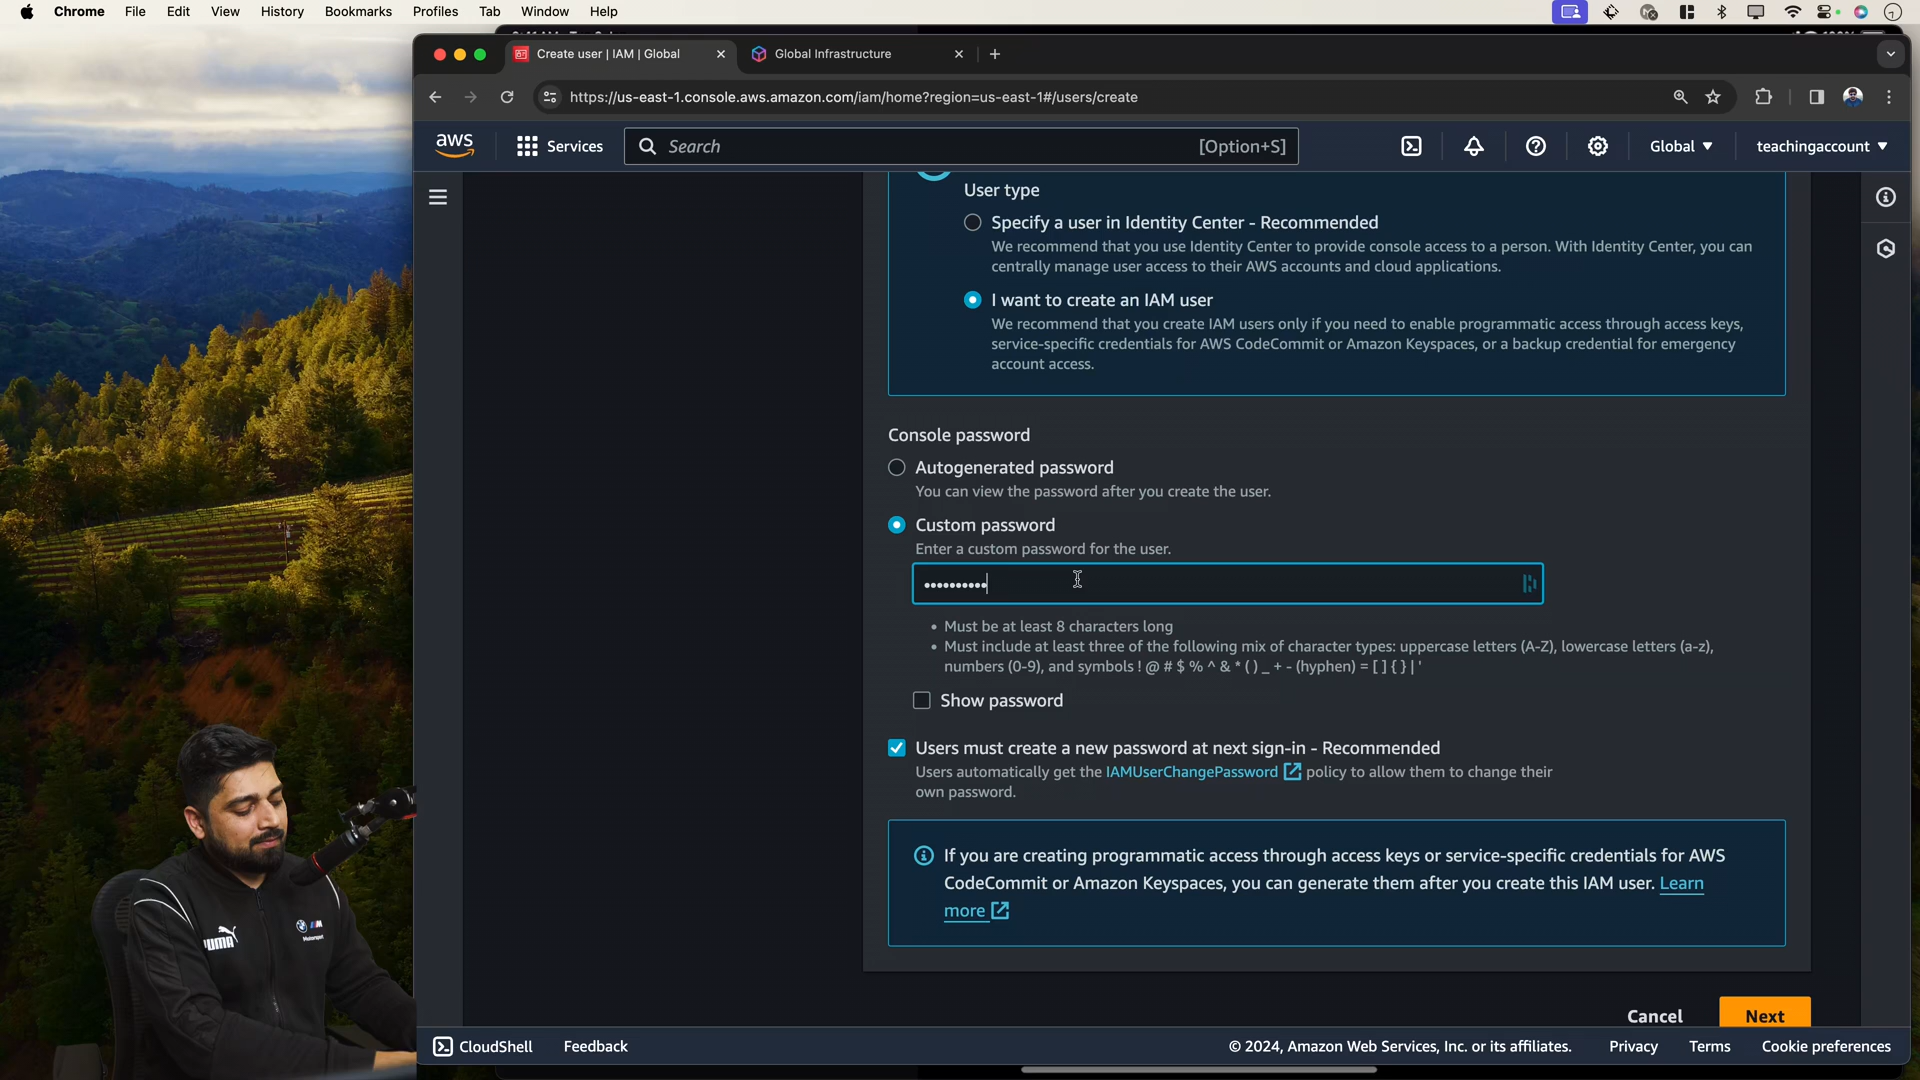 Chrome File Edit View History Bookmarks Profiles Tab Window Help
Create user | IAM | Global
Global Infrastructure
https://us-east-1.console.aws.amazon.com/iam/home?region=us-east-1#/users/create
aws
Services
Search
[Option+S]
Global
teachingaccount
User type
Specify a user in Identity Center - Recommended
We recommend that you use Identity Center to provide console access to a person. With Identity Center, you can
centrally manage user access to their AWS accounts and cloud applications.
I want to create an IAM user
We recommend that you create IAM users only if you need to enable programmatic access through access keys,
service-specific credentials for AWS CodeCommit or Amazon Keyspaces, or a backup credential for emergency
account access.
Console password
Autogenerated password
You can view the password after you create the user.
Custom password
Enter a custom password for the user.
••••••••••
• Must be at least 8 characters long
• Must include at least three of the following mix of character types: uppercase letters (A-Z), lowercase letters (a-z),
numbers (0-9), and symbols ! @ # $ % ^ & * ( ) _ + - (hyphen) = [ ] { } | '
Show password
Users must create a new password at next sign-in - Recommended
Users automatically get the IAMUserChangePassword policy to allow them to change their
own password.
If you are creating programmatic access through access keys or service-specific credentials for AWS
CodeCommit or Amazon Keyspaces, you can generate them after you create this IAM user. Learn
more
Cancel
Next
CloudShell
Feedback
© 2024, Amazon Web Services, Inc. or its affiliates.
Privacy
Terms
Cookie preferences
PUMA